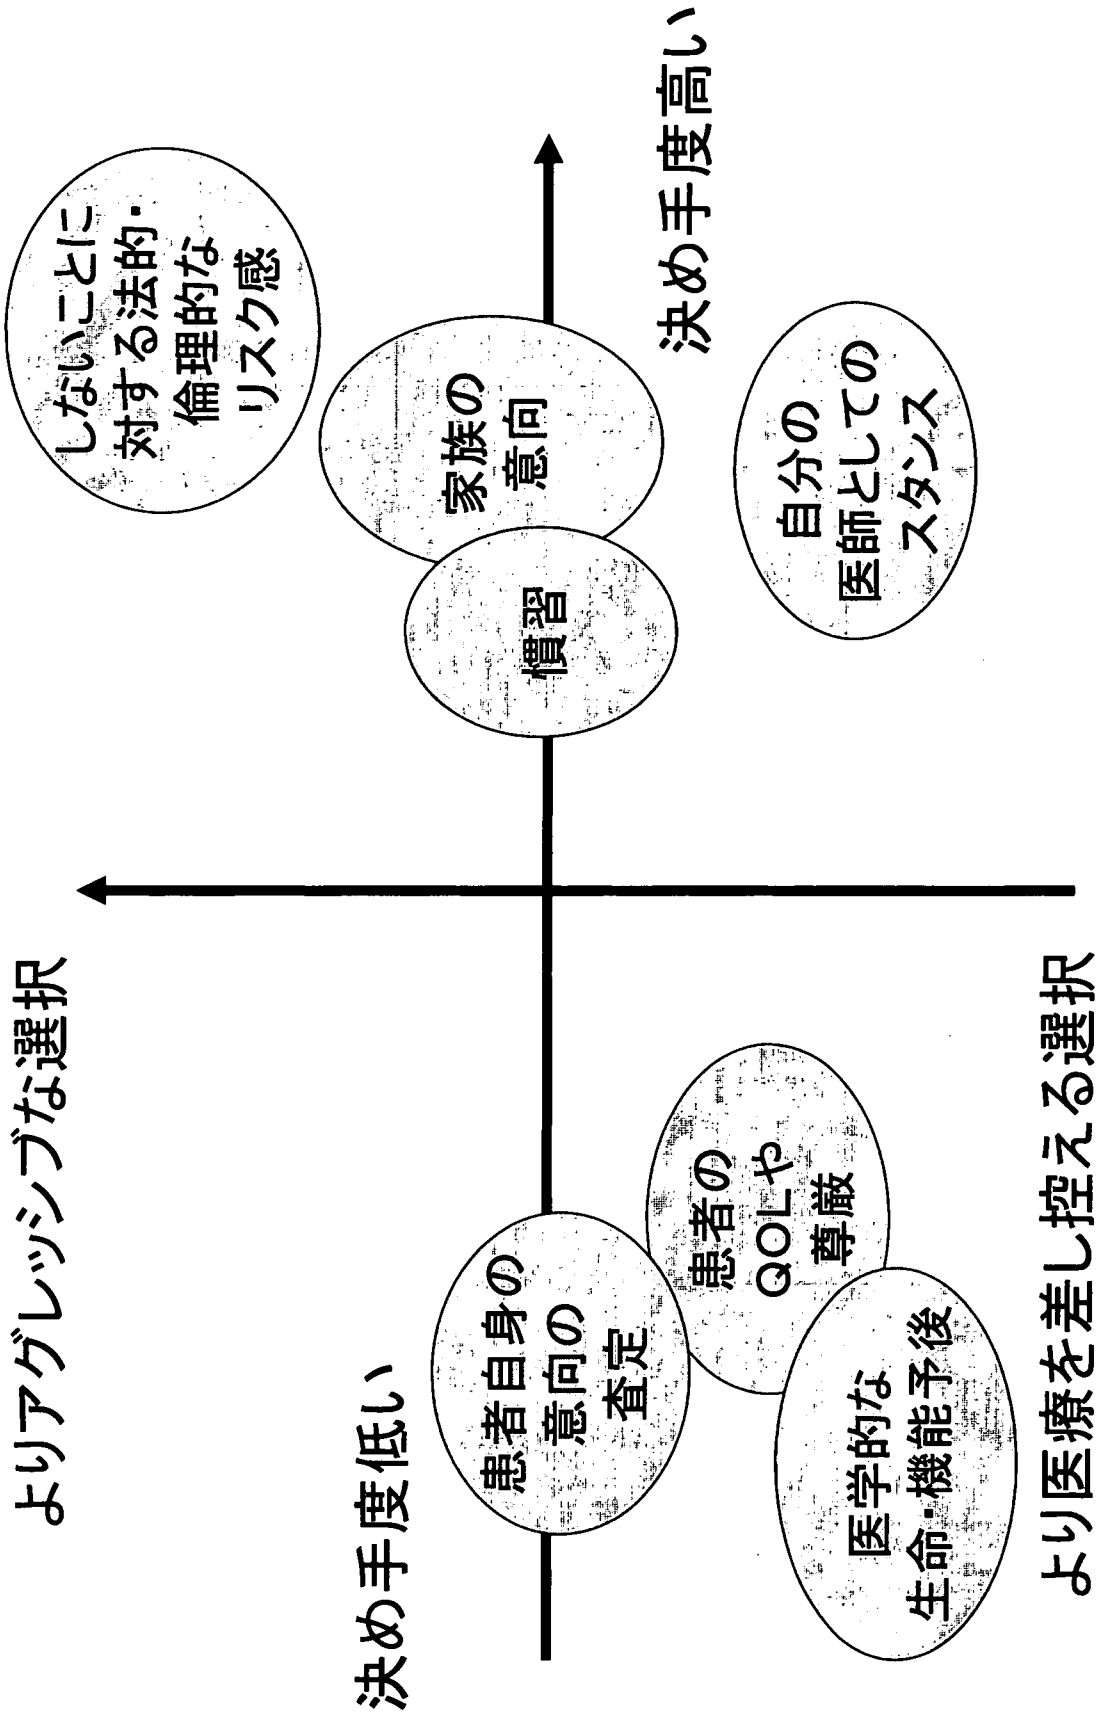 よりアグレッシブな選択
しないことに
対する法的・
倫理的な
リスク感
家族の
意向
慣習
決め手度低い
患者自身の
意向の
査定
決め手度高い
患者の
QOLや
尊厳
自分の
医師としての
スタンス
医学的な
生命・機能予後
より医療を差し控える選択